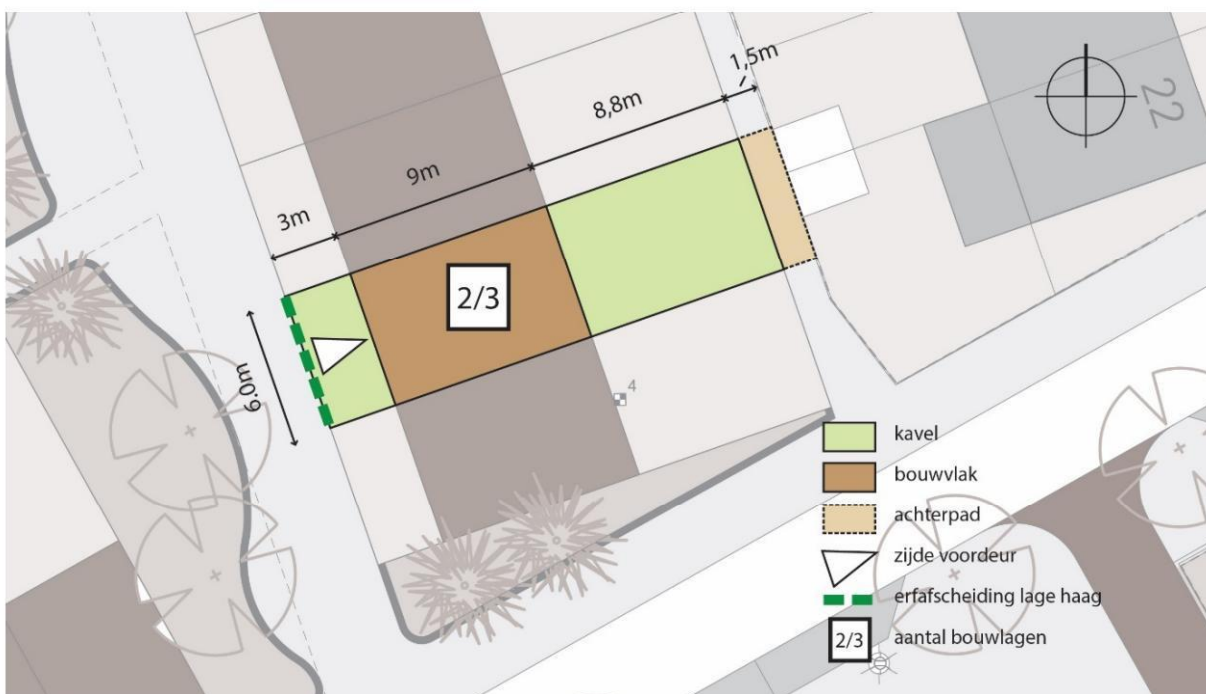 1,5m
8,8m
22
9m
3m
2/3
6.0m
4
kavel
bouwvlak
achterpad
zijde voordeur
erfafscheiding lage haag
2/3
aantal bouwlagen